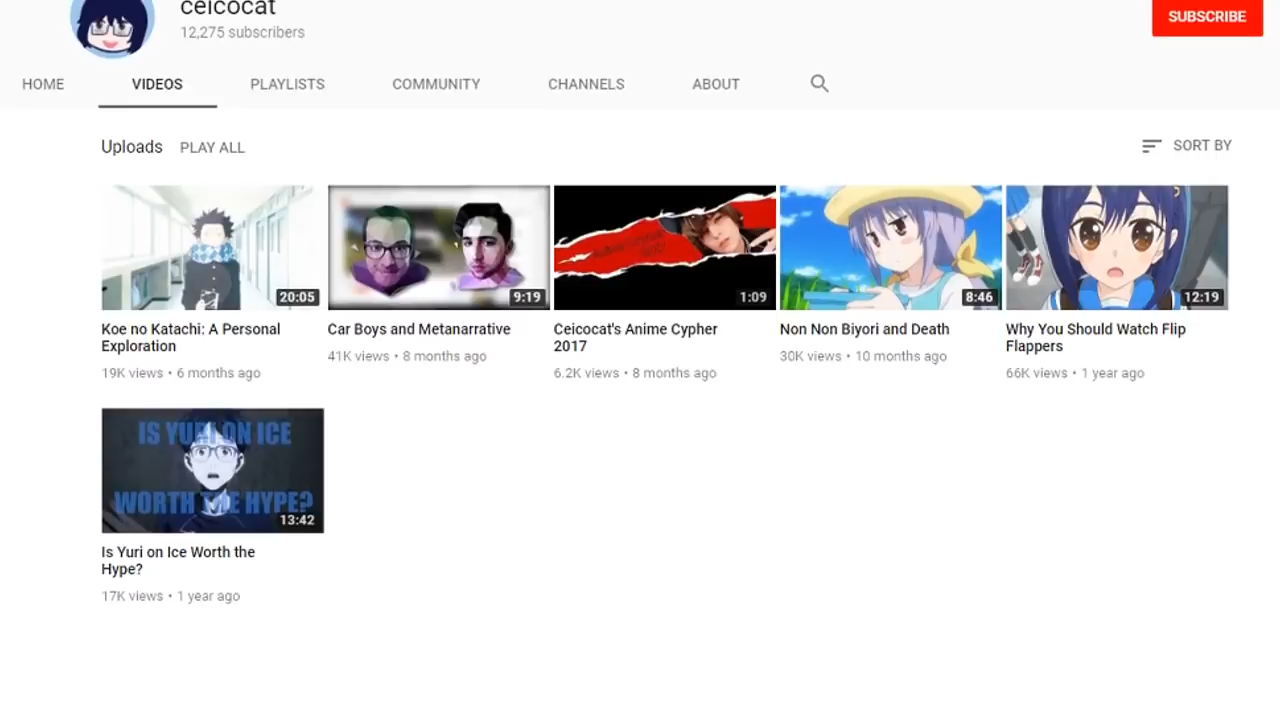 ceicocat
12,275 subscribers
SUBSCRIBE
HOME
VIDEOS
PLAYLISTS
COMMUNITY
CHANNELS
ABOUT
Uploads
PLAY ALL
SORT BY
20:05
9:19
1:09
8:46
12:19
Koe no Katachi: A Personal
Exploration
19K views • 6 months ago
Car Boys and Metanarrative
41K views • 8 months ago
Ceicocat's Anime Cypher
2017
6.2K views • 8 months ago
Non Non Biyori and Death
30K views • 10 months ago
Why You Should Watch Flip
Flappers
66K views • 1 year ago
IS YURI ON ICE
WORTH THE HYPE?
13:42
Is Yuri on Ice Worth the
Hype?
17K views • 1 year ago